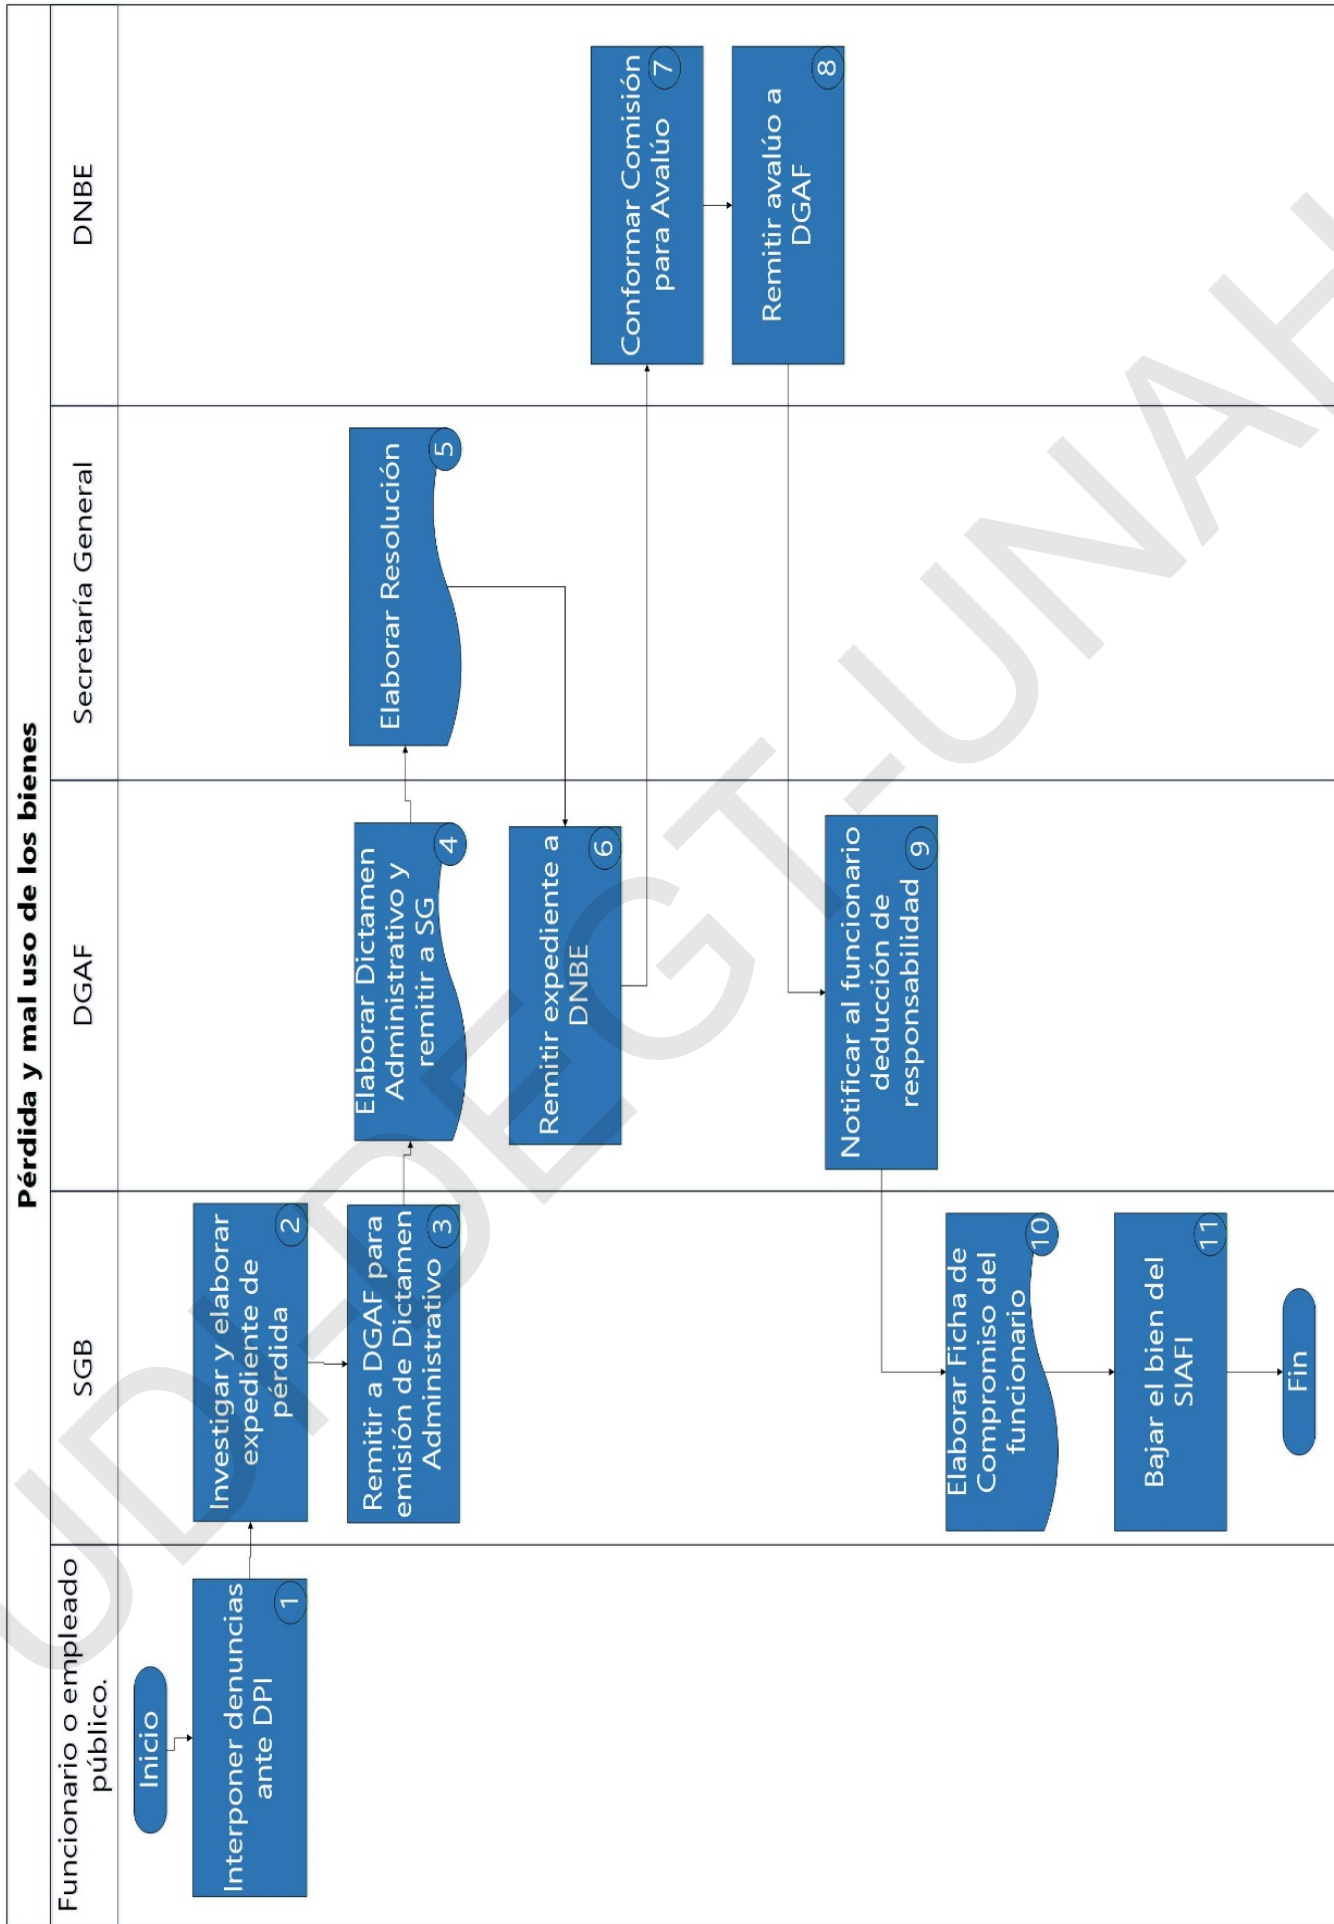 Pérdida y mal uso de los bienes
Funcionario o empleado
público.
SGB
DGAF
Secretaría General
DNBE
Inicio
Interponer denuncias
ante DPI
1
Investigar y elaborar
expediente de
pérdida
2
Remitir a DGAF para
emisión de Dictamen
Administrativo
3
Elaborar Dictamen
Administrativo y
remitir a SG
4
Elaborar Resolución
5
Remitir expediente a
DNBE
6
Conformar Comisión
para Avalúo
7
Remitir avalúo a
DGAF
8
Notificar al funcionario
deducción de
responsabilidad
9
Elaborar Ficha de
Compromiso del
funcionario
10
Bajar el bien del
SIAFI
11
Fin
UDI-DEGT-UNAH